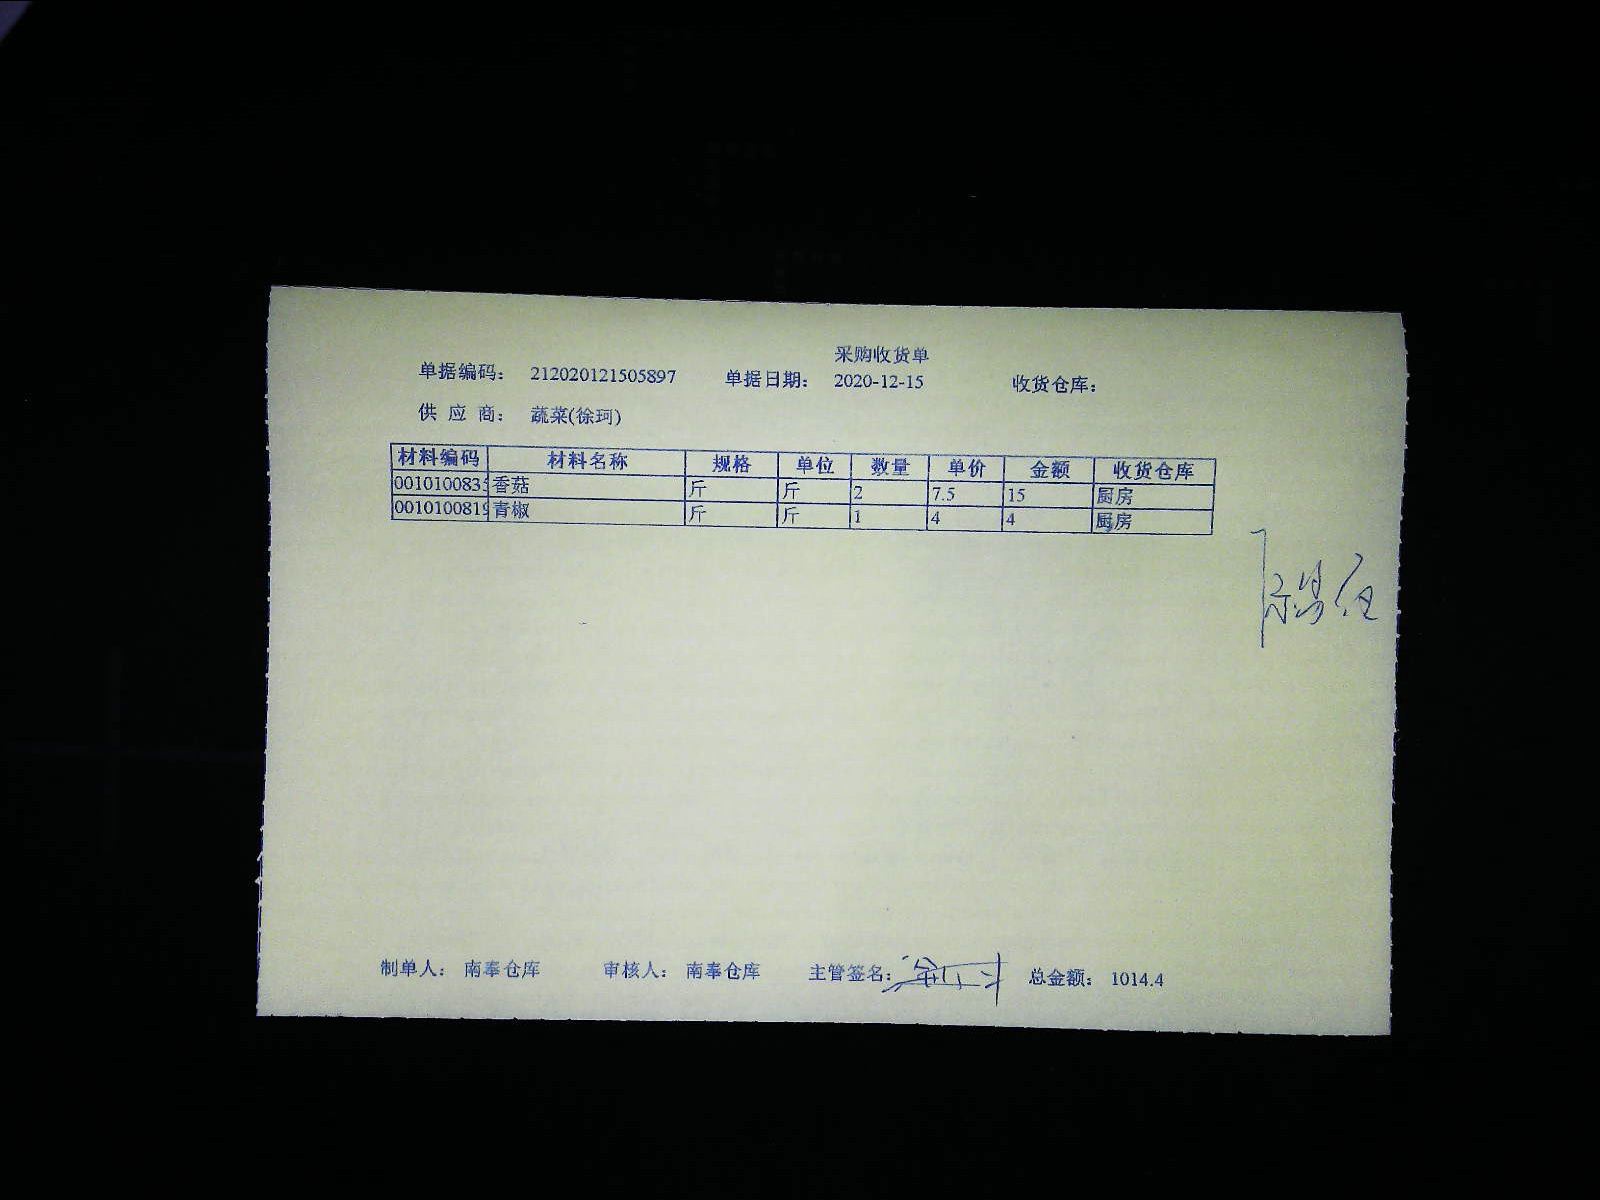 采购收货单
单据编码： 212020121505897 单据日期： 2020-12-15 收货仓库：
供 应 商： 蔬菜(徐珂)
材料编码 材料名称 规格 单位 数量 单价 金额 收货仓库
001010083 香菇 斤 斤 2 7.5 15 厨房
001010081 青椒 斤 斤 1 4 4 厨房
制单人： 南奉仓库 审核人： 南奉仓库 主管签名： 总金额： 1014.4